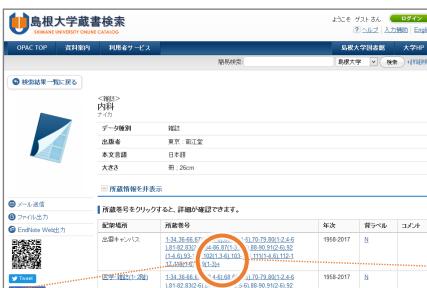 島根大学蔵書検索
SHIMANE UNIVERSITY ONLINE CATALOG
ようこそ ゲスト さん ログイン
ヘルプ 入力補助
OPAC TOP 資料案内 利用者サービス 島根大学図書館 大学HP
簡易検索 島根大学 検索
検索結果一覧に戻る
<雑誌>
内科
ナイカ
データ種別 雑誌
出版者 東京 : 南江堂
本文言語 日本語
大きさ 冊 ; 26cm
所蔵情報を非表示
メール送信
ファイル出力
EndNote Web出力
Tweet
所蔵巻号をクリックすると、詳細が確認できます。
配架場所 所蔵巻号 年次 背ラベル コメント
出雲キャンパス 1958-2017 N
1958-2017 N